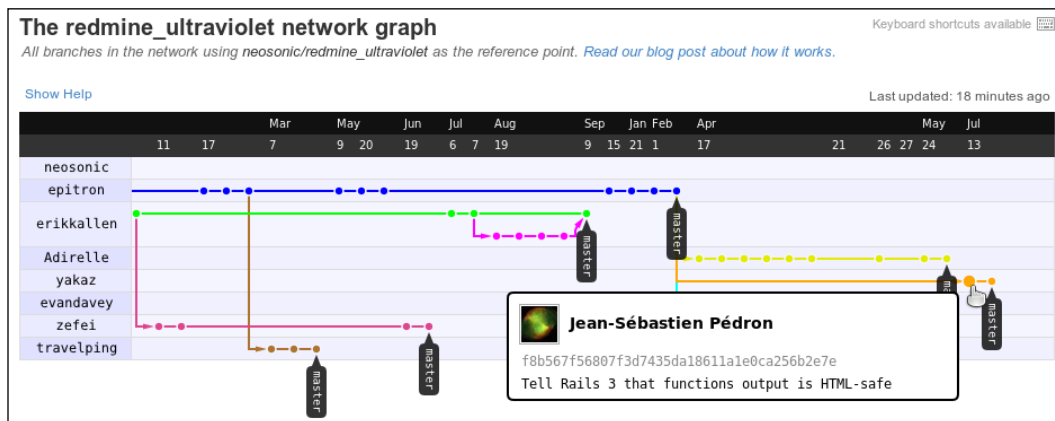 The redmine_ultraviolet network graph
Keyboard shortcuts available
All branches in the network using neosonic/redmine_ultraviolet as the reference point. Read our blog post about how it works.
Show Help
Last updated: 18 minutes ago
Mar May Jun Jul Aug Sep Jan Feb Apr May Jul
11 17 7 9 20 19 6 7 19 9 15 21 1 17 21 26 27 24 13
neosonic
epitron
erikkallen
master
master
Adirelle
yakaz
ma
evandavey
master
zefei
travelping
master
master
Jean-Sébastien Pédron
f8b567f56807f3d7435da18611a1e0ca256b2e7e
Tell Rails 3 that functions output is HTML-safe